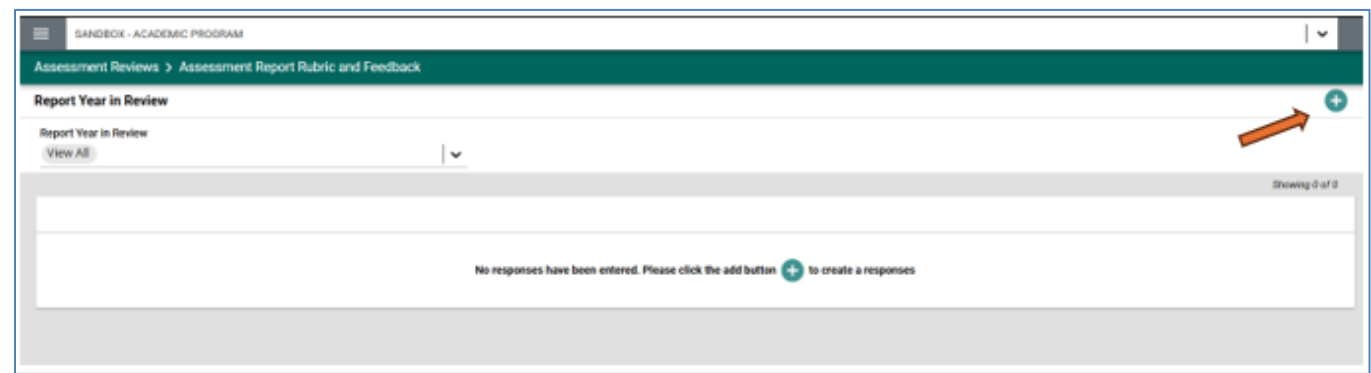 SANDBOX - ACADEMIC PROGRAM
Assessment Reviews > Assessment Report Rubric and Feedback
Report Year in Review
Report Year in Review
View All
Showing 0 of 0
No responses have been entered. Please click the add button + to create a responses